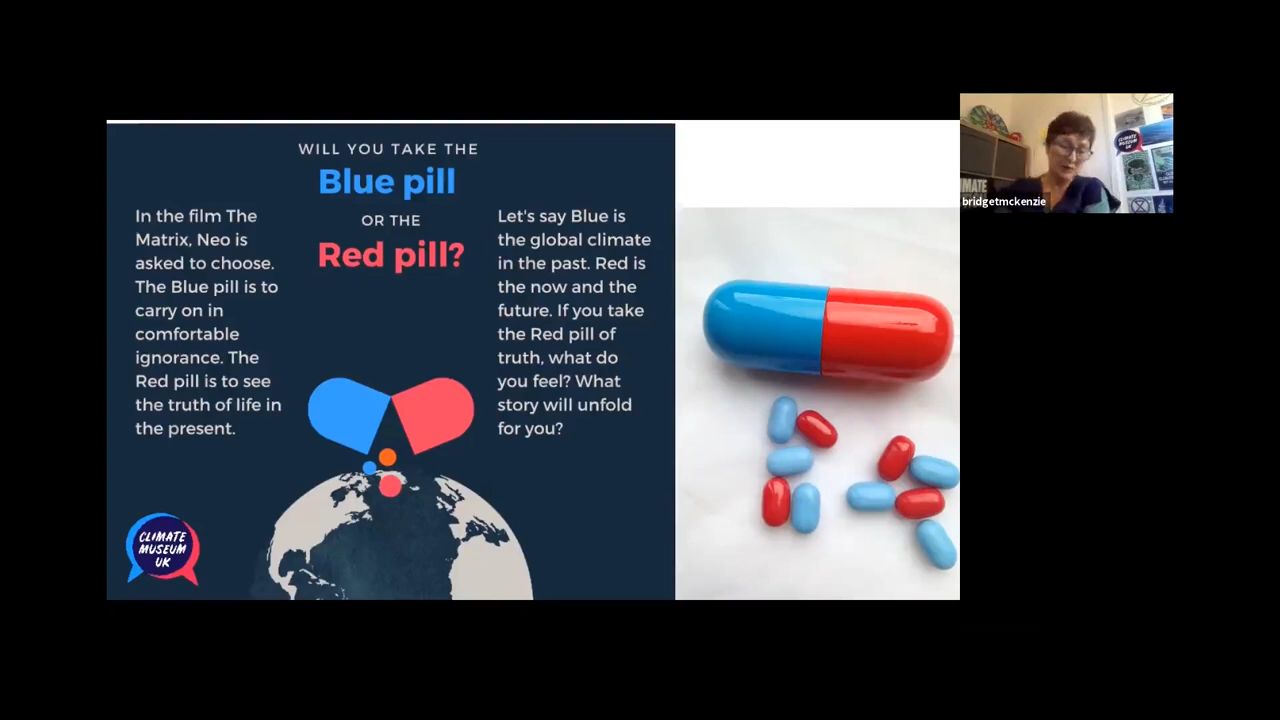 WILL YOU TAKE THE
Blue pill
OR THE
Red pill?
In the film The
Matrix, Neo is
asked to choose.
The Blue pill is to
carry on in
comfortable
ignorance. The
Red pill is to see
the truth of life in
the present.
Let's say Blue is
the global climate
in the past. Red is
the now and the
future. If you take
the Red pill of
truth, what do
you feel? What
story will unfold
for you?
CLIMATE
MUSEUM
UK
CLIMATE
MUSEUM
UK
bridgetmckenzie